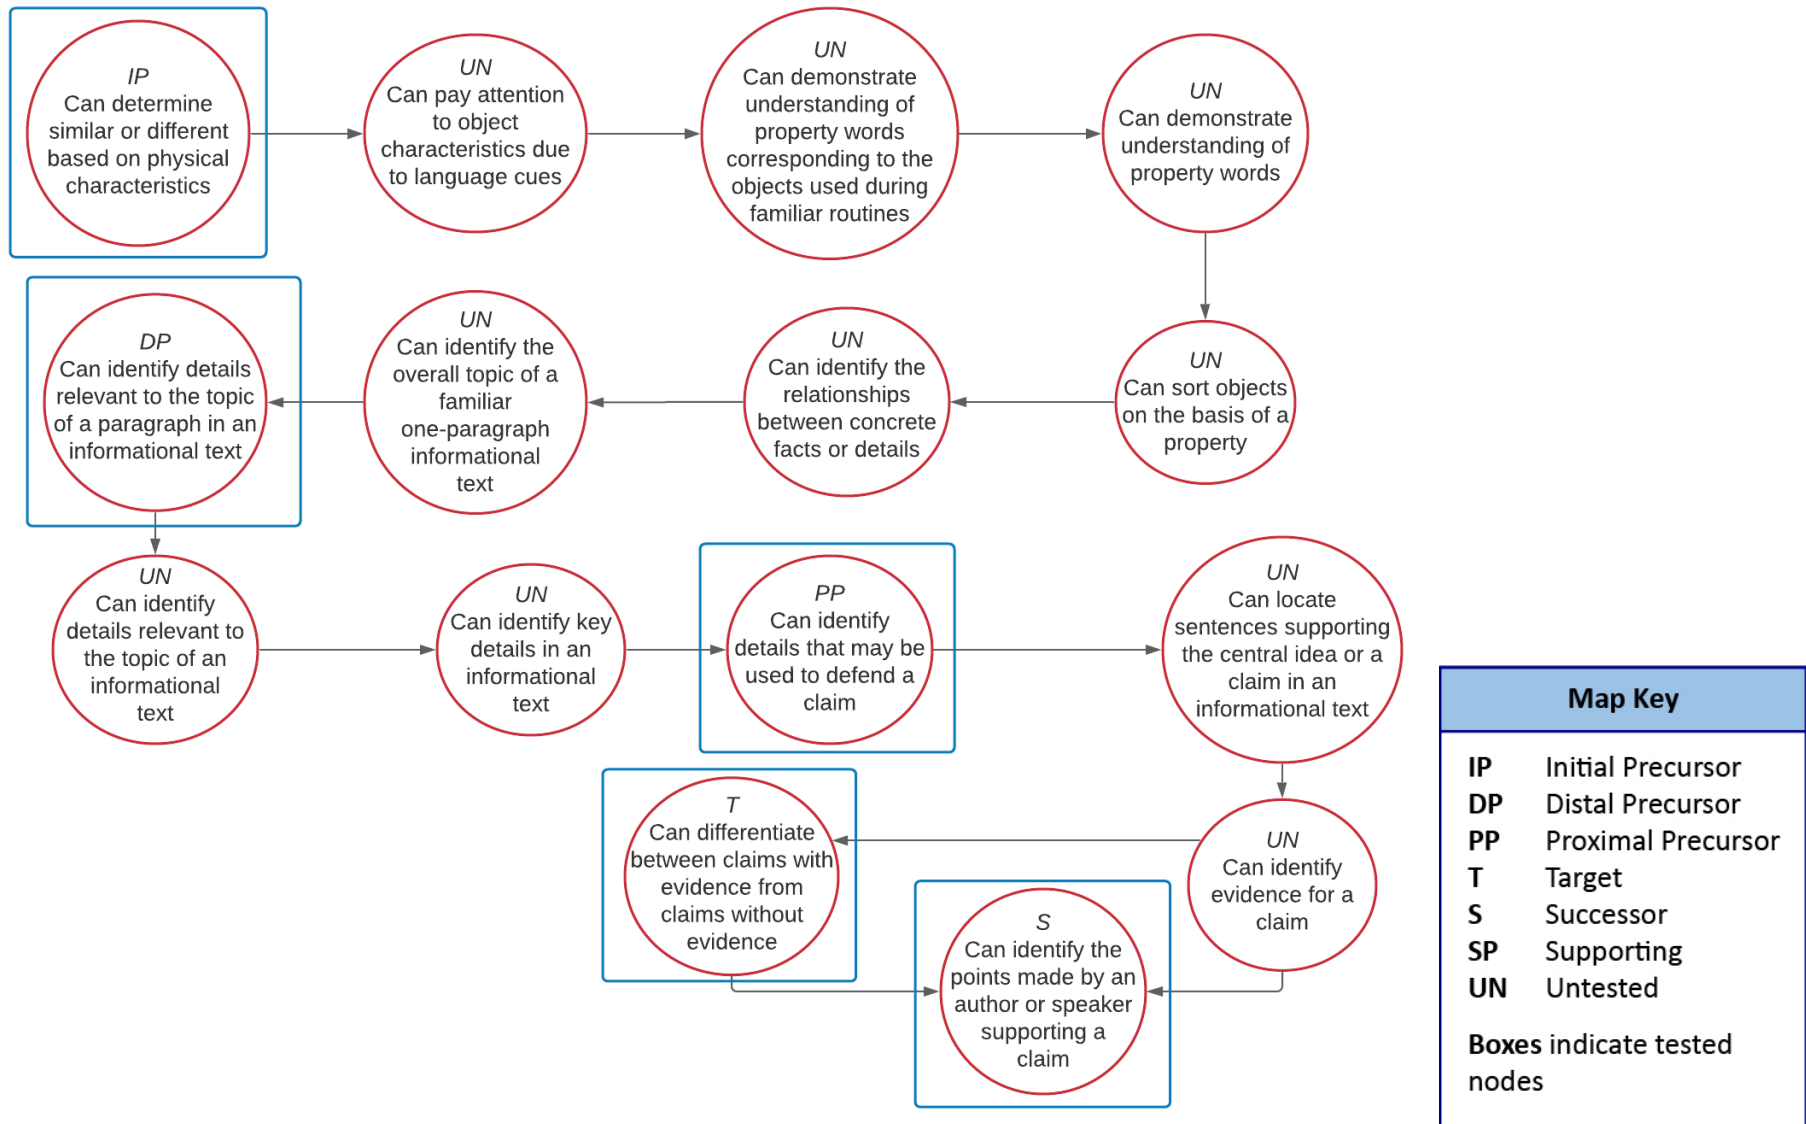 IP
Can determine
similar or different
based on physical
characteristics
UN
Can pay attention
to object
characteristics due
to language cues
UN
Can demonstrate
understanding of
property words
corresponding to the
objects used during
familiar routines
UN
Can demonstrate
understanding of
property words
UN
Can sort objects
on the basis of a
property
UN
Can identify the
relationships
between concrete
facts or details
UN
Can identify the
overall topic of a
familiar
one-paragraph
informational
text
DP
Can identify details
relevant to the topic
of a paragraph in an
informational text
UN
Can identify
details relevant to
the topic of an
informational
text
UN
Can identify key
details in an
informational
text
PP
Can identify
details that may be
used to defend a
claim
UN
Can locate
sentences supporting
the central idea or a
claim in an
informational text
UN
Can identify
evidence for a
claim
T
Can differentiate
between claims with
evidence from
claims without
evidence
S
Can identify the
points made by an
author or speaker
supporting a
claim
Map Key
IP Initial Precursor
DP Distal Precursor
PP Proximal Precursor
T Target
S Successor
SP Supporting
UN Untested
Boxes indicate tested
nodes